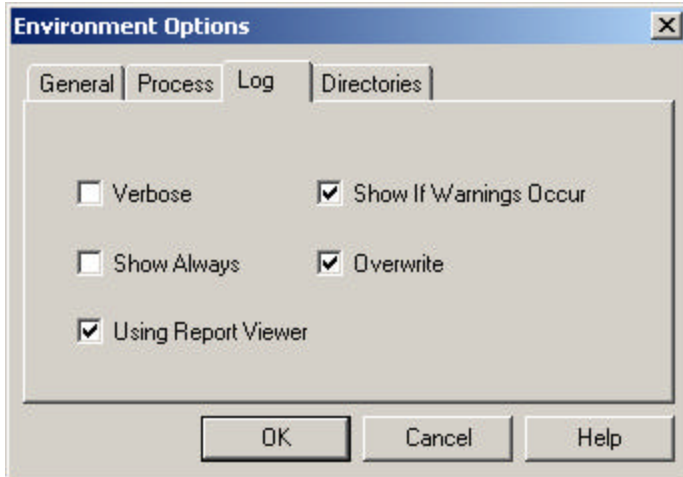 Environment Options
General Process Log Directories
Verbose Show If Warnings Occur
Show Always Overwrite
Using Report Viewer
OK Cancel Help